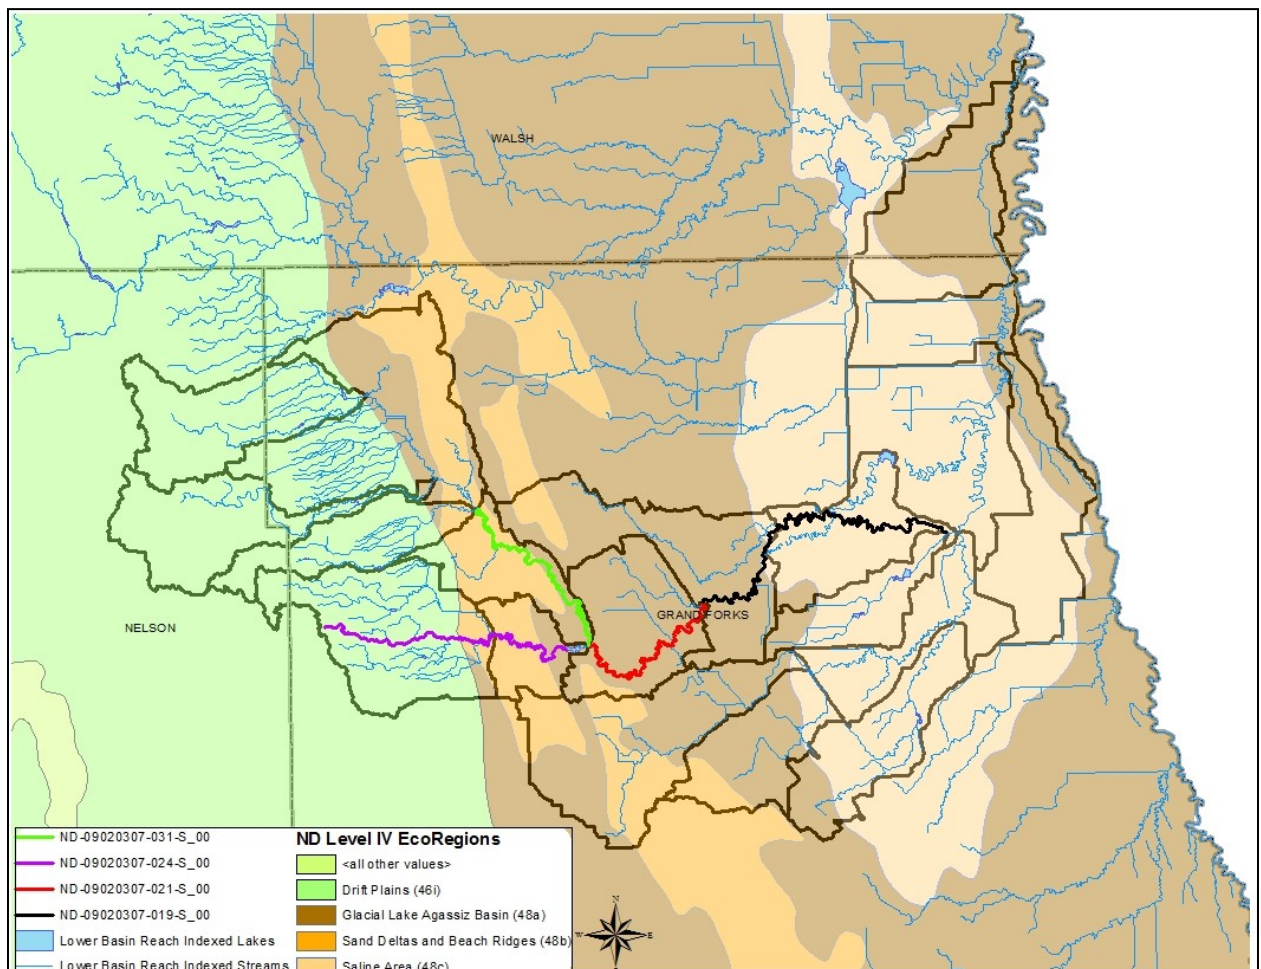 WALSH
GRAND FORKS
NELSON
ND-09020307-031-S_00
ND-09020307-024-S_00
ND-09020307-021-S_00
ND-09020307-019-S_00
Lower Basin Reach Indexed Lakes
Lower Basin Reach Indexed Streams
ND Level IV EcoRegions
<all other values>
Drift Plains (46i)
Glacial Lake Agassiz Basin (48a)
Sand Deltas and Beach Ridges (48b)
Saline Area (48c)
N
W
E
S